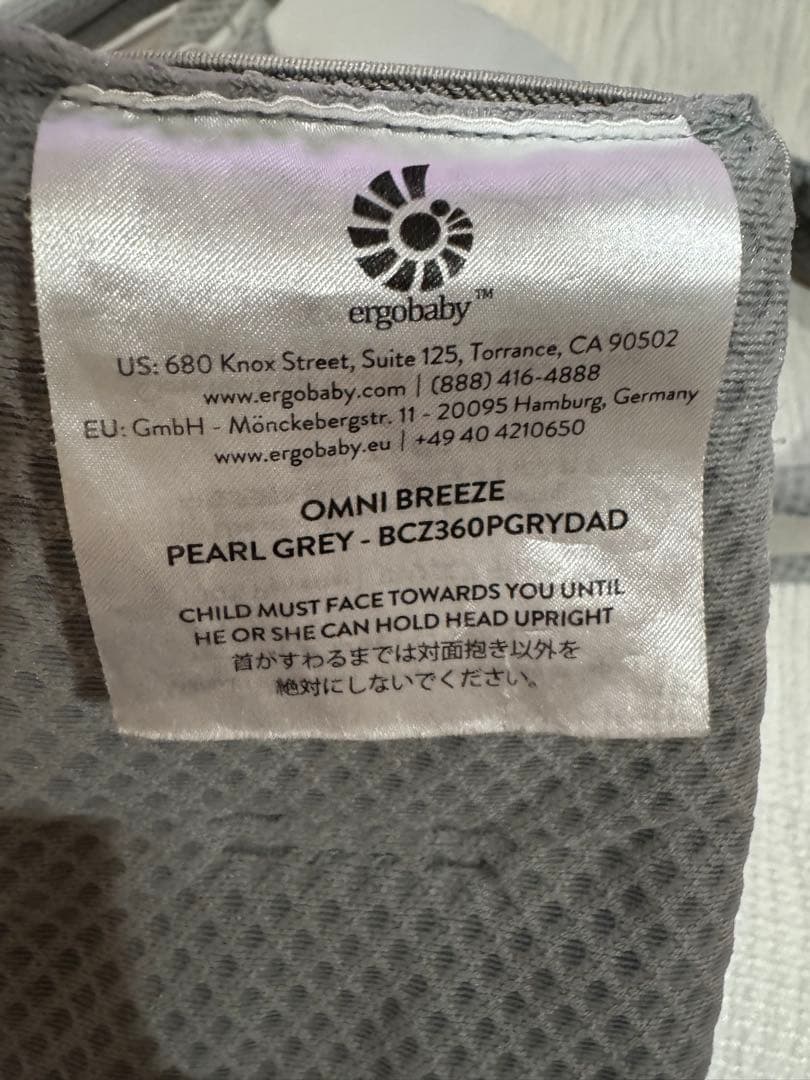 ergobaby™
US: 680 Knox Street, Suite 125, Torrance, CA 90502
www.ergobaby.com | (888) 416-4888
EU: GmbH - Mönckebergstr. 11 - 20095 Hamburg, Germany
www.ergobaby.eu | +49 40 4210650
OMNI BREEZE
PEARL GREY - BCZ360PGRYDAD
CHILD MUST FACE TOWARDS YOU UNTIL
HE OR SHE CAN HOLD HEAD UPRIGHT
首がすわるまでは対面抱き以外を
絶対にしないでください。